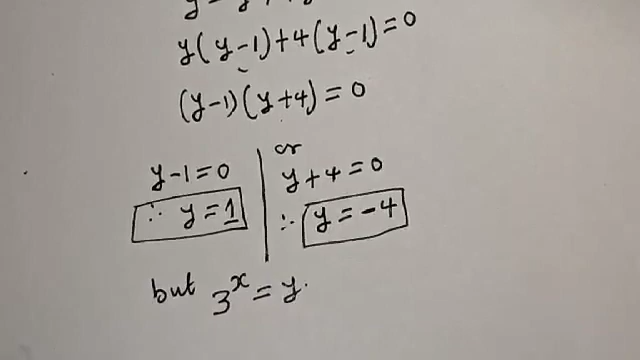 y(y-1)+4(y-1)=0
(y-1)(y+4)=0
or
y-1=0 | y+4=0
∴ y=1 | ∴ y=-4
but 3^x=y.